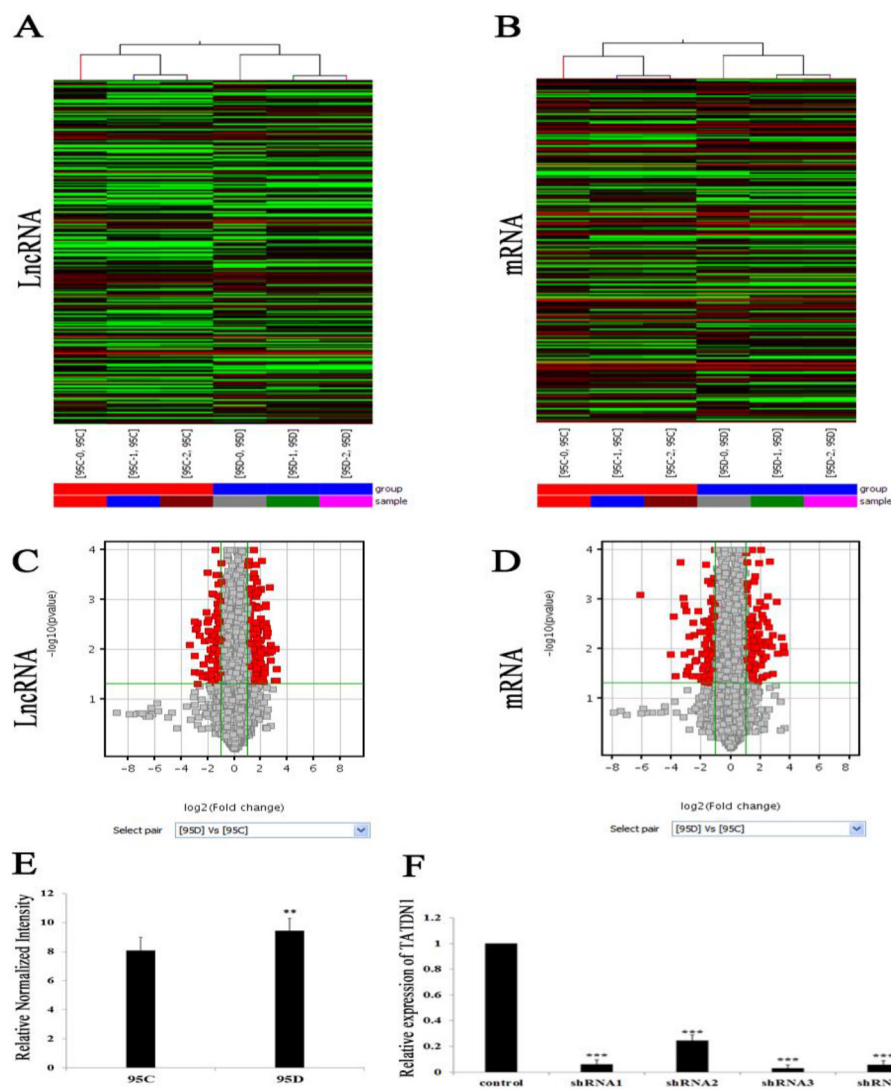 A
B
LncRNA
mRNA
[95C-0, 95C]
[95C-1, 95C]
[95C-2, 95C]
[95D-0, 95D]
[95D-1, 95D]
[95D-2, 95D]
group
sample
[95C-0, 95C]
[95C-1, 95C]
[95C-2, 95C]
[95D-0, 95D]
[95D-1, 95D]
[95D-2, 95D]
group
sample
C
LncRNA
-log10(pvalue)
4
3
2
1
-8 -6 -4 -2 0 2 4 6 8
log2(Fold change)
Select pair [95D] Vs [95C]
D
mRNA
-log10(pvalue)
4
3
2
1
-8 -6 -4 -2 0 2 4 6 8
log2(Fold change)
Select pair [95D] Vs [95C]
E
Relative Normalized Intensity
12
10
8
6
4
2
0
**
95C 95D
F
Relative expression of TATDN1
1.2
1
0.8
0.6
0.4
0.2
0
*** *** *** ***
control shRNA1 shRNA2 shRNA3